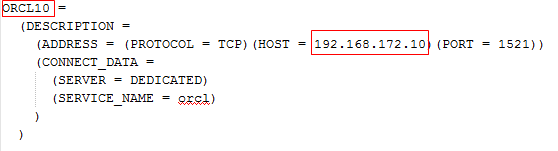 ORCL10 =
(DESCRIPTION =
(ADDRESS = (PROTOCOL = TCP)(HOST = 192.168.172.10)(PORT = 1521))
(CONNECT_DATA =
(SERVER = DEDICATED)
(SERVICE_NAME = orcl)
)
)